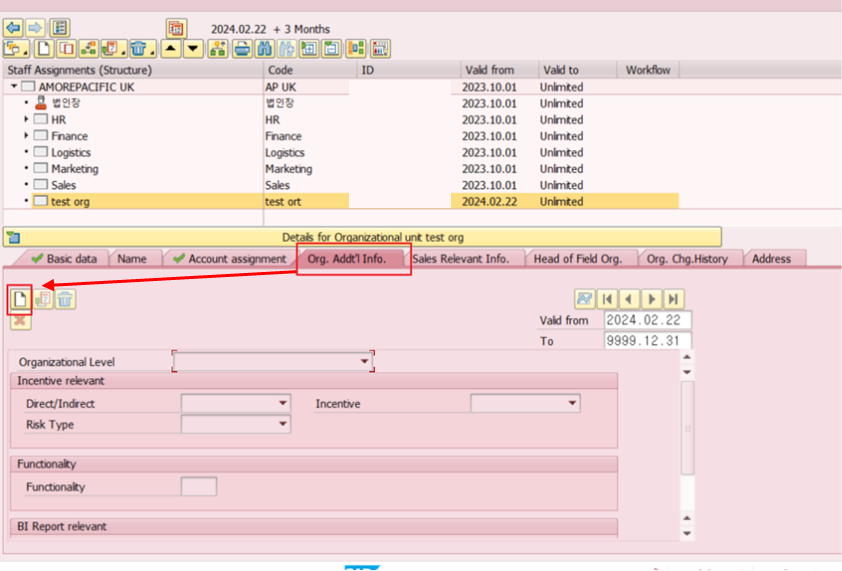 2024.02.22 + 3 Months
Staff Assignments (Structure) Code ID Valid from Valid to Workflow
AMOREPACIFIC UK AP UK 2023.10.01 Unlimited
법인장 법인장 2023.10.01 Unlimited
HR HR 2023.10.01 Unlimited
Finance Finance 2023.10.01 Unlimited
Logistics Logistics 2023.10.01 Unlimited
Marketing Marketing 2023.10.01 Unlimited
Sales Sales 2023.10.01 Unlimited
test org test ort 2024.02.22 Unlimited
Details for Organizational unit test org
Basic data Name Account assignment Org. Addt'l Info. Sales Relevant Info. Head of Field Org. Org. Chg.History Address
Valid from 2024.02.22
To 9999.12.31
Organizational Level
Incentive relevant
Direct/Indirect Incentive
Risk Type
Functionality
Functionality
BI Report relevant